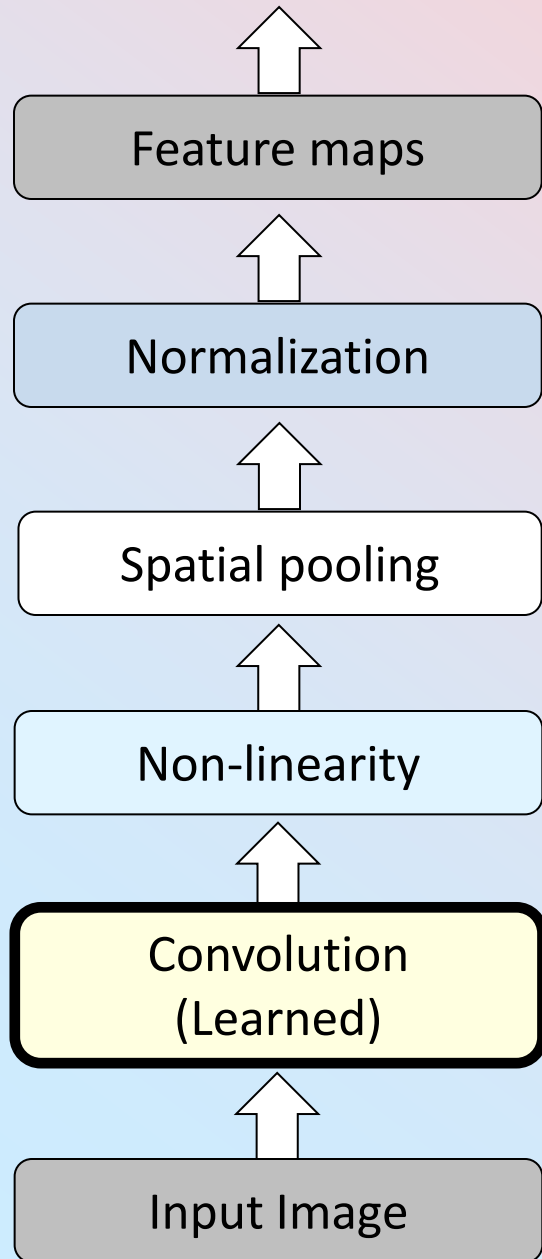 Feature maps
Normalization
Spatial pooling
Non-linearity
Convolution
(Learned)
Input Image